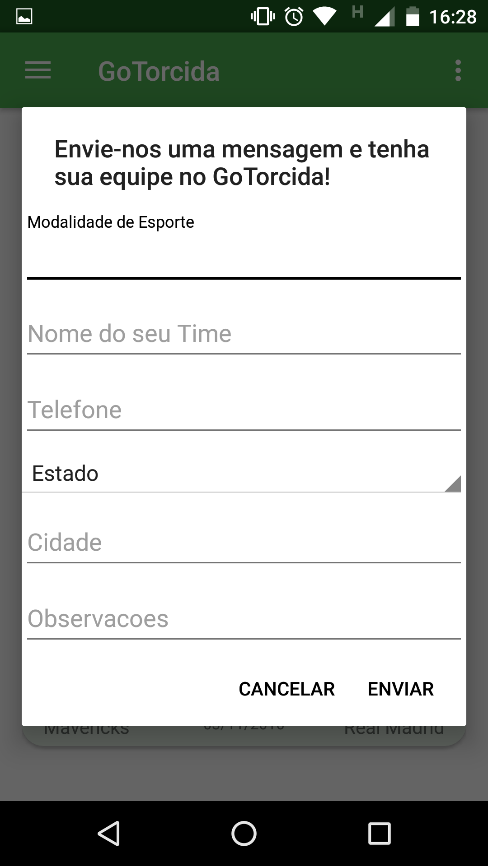 H 16:28
GoTorcida
Envie-nos uma mensagem e tenha
sua equipe no GoTorcida!
Modalidade de Esporte
Nome do seu Time
Telefone
Estado
Cidade
Observacoes
CANCELAR ENVIAR
Mavericks Real Madrid